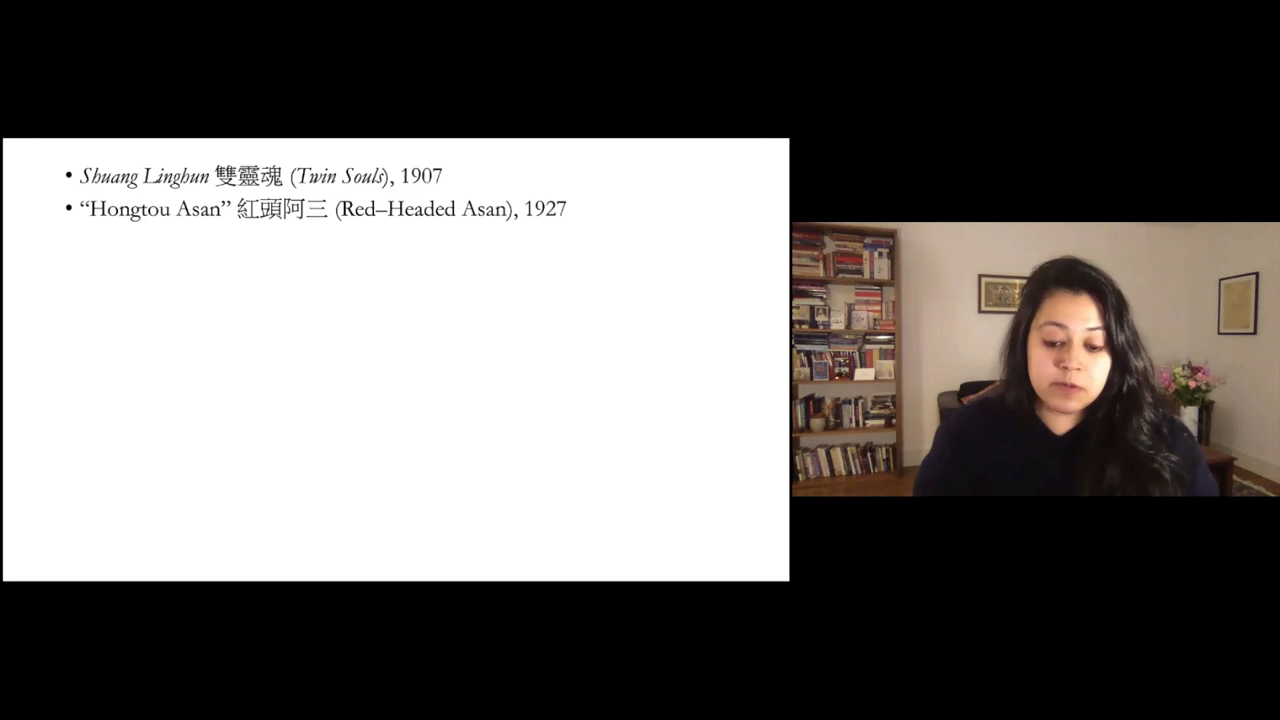 • Shuang Linghun 雙靈魂 (Twin Souls), 1907
• “Hongtou Asan” 紅頭阿三 (Red–Headed Asan), 1927